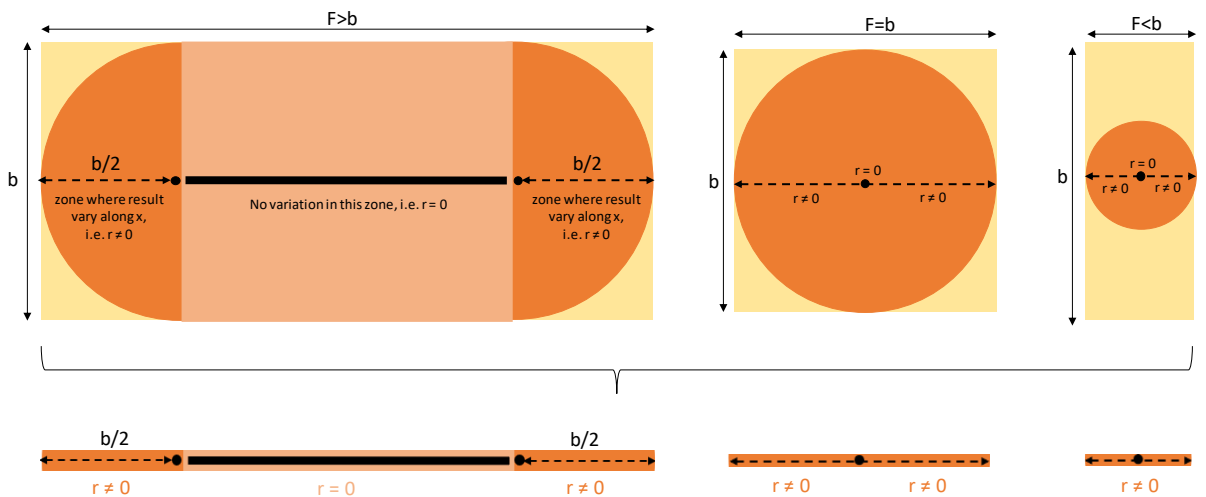 F>b
b
b/2
zone where result
vary along x,
i.e. r ≠ 0
No variation in this zone, i.e. r = 0
b/2
zone where result
vary along x,
i.e. r ≠ 0
F=b
b
r = 0
r ≠ 0
r ≠ 0
F<b
b
r = 0
r ≠ 0
r ≠ 0
b/2
b/2
r ≠ 0
r = 0
r ≠ 0
r ≠ 0
r ≠ 0
r ≠ 0